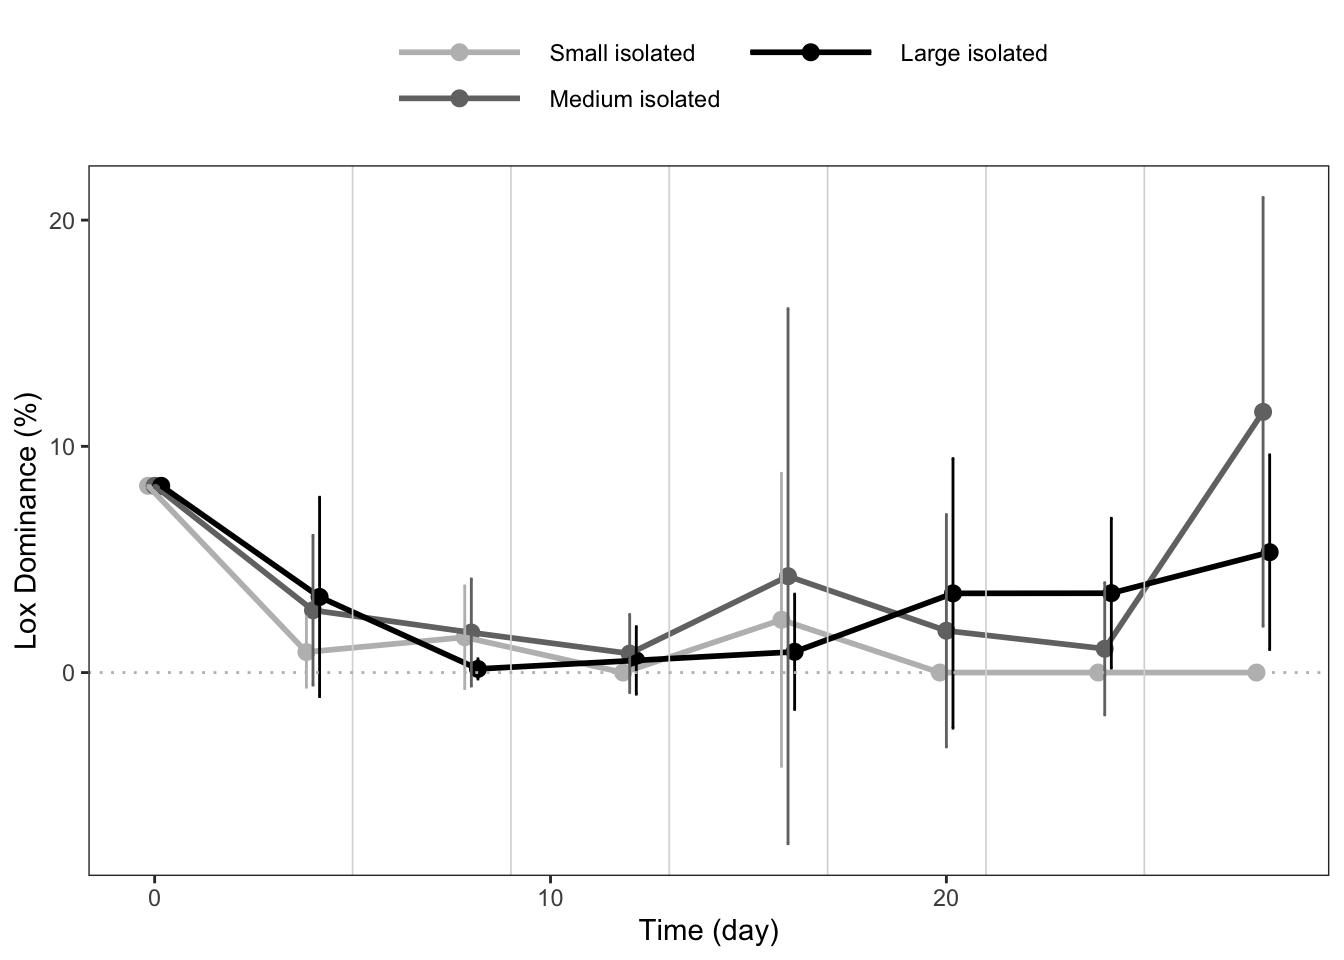 Small isolated
Large isolated
Medium isolated
20
10
0
Lox Dominance (%)
0
10
20
Time (day)